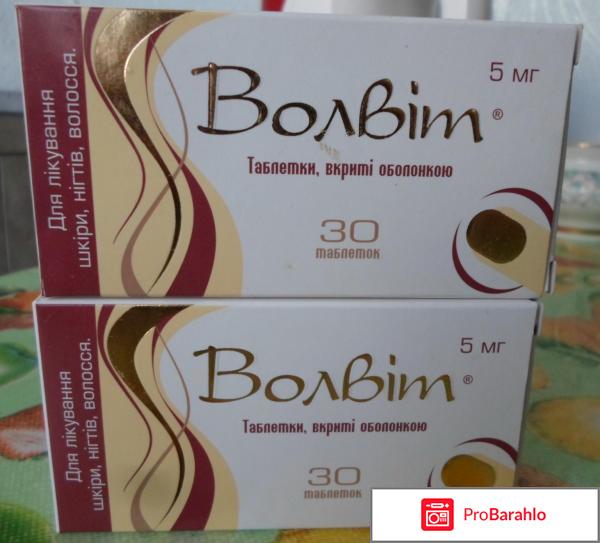 Для лікування
шкіри, нігтів, волосся.
Волвіт®
5 мг
Таблетки, вкриті оболонкою
30
таблеток
Для лікування
шкіри, нігтів, волосся.
Волвіт®
5 мг
Таблетки, вкриті оболонкою
30
таблеток
ProBarahlo